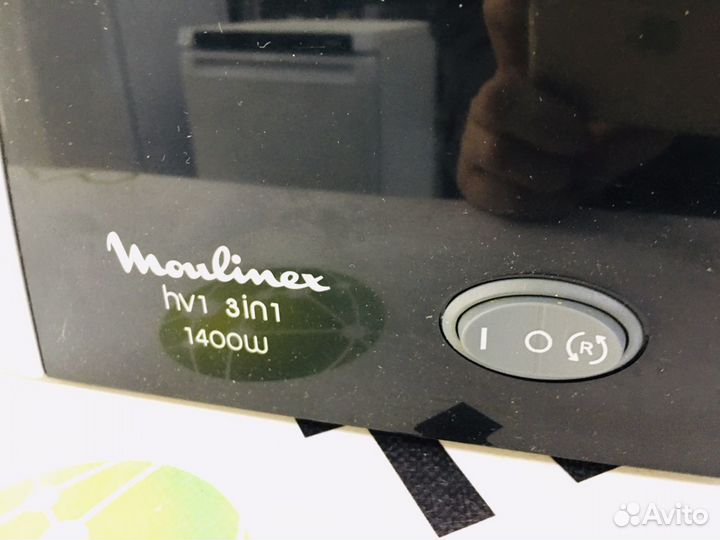 Moulinex
hv1 3in1
1400W
I O R
Avito